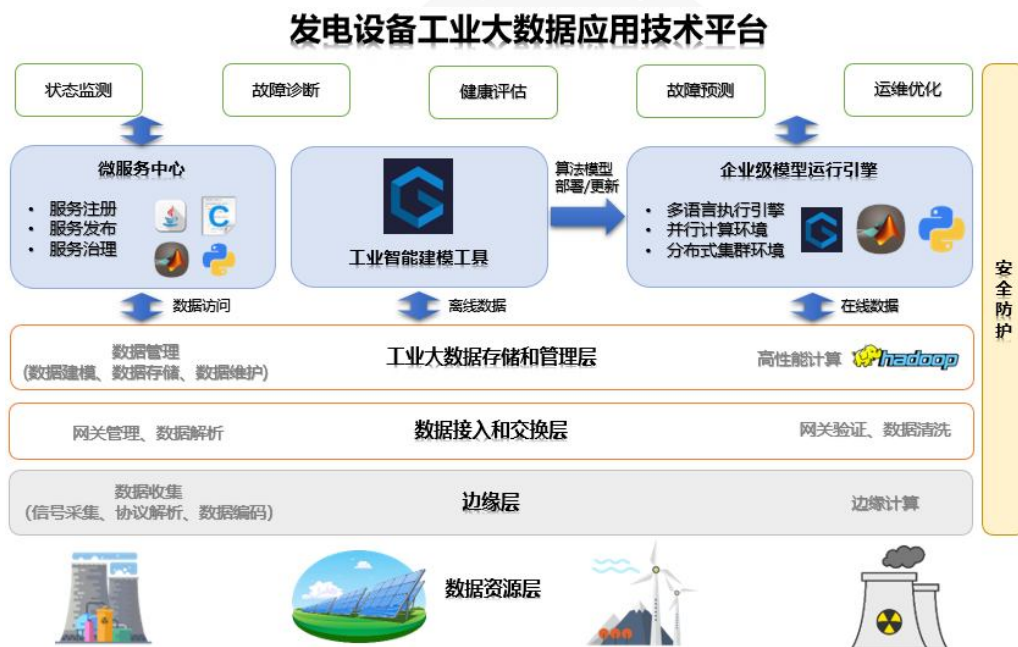 发电设备工业大数据应用技术平台
状态监测
故障诊断
健康评估
故障预测
运维优化
微服务中心
• 服务注册
• 服务发布
• 服务治理
工业智能建模工具
算法模型
部署/更新
企业级模型运行引擎
• 多语言执行引擎
• 并行计算环境
• 分布式集群环境
安全防护
数据访问
离线数据
在线数据
数据管理
(数据建模、数据存储、数据维护)
工业大数据存储和管理层
高性能计算 hadoop
网关管理、数据解析
数据接入和交换层
网关验证、数据清洗
数据收集
(信号采集、协议解析、数据编码)
边缘层
边缘计算
数据资源层